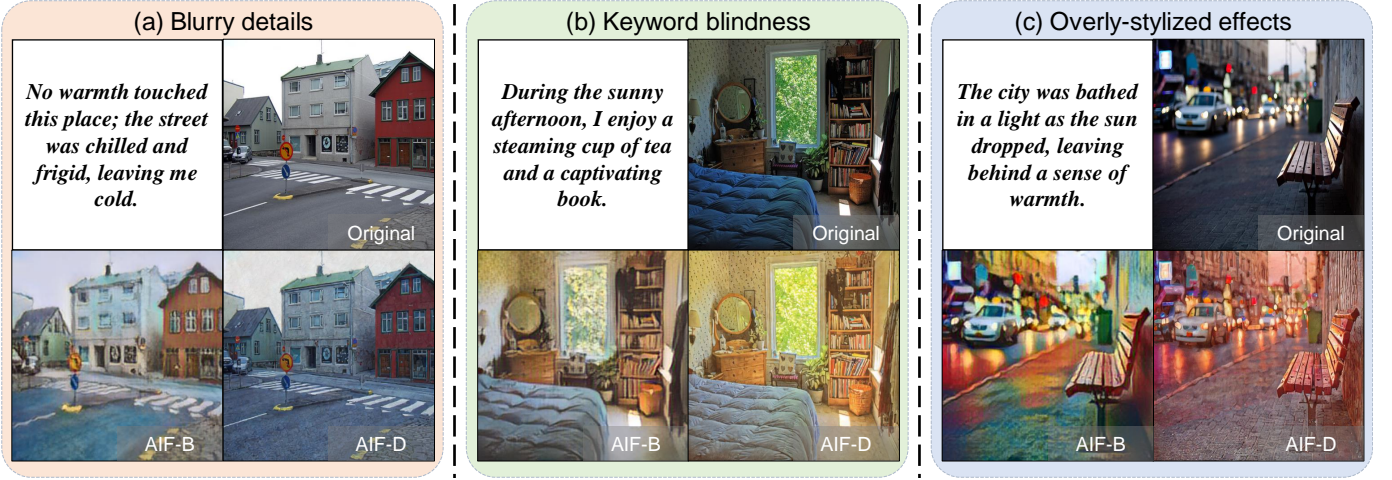 (a) Blurry details
No warmth touched
this place; the street
was chilled and
frigid, leaving me
cold.
Original
AIF-B
AIF-D
(b) Keyword blindness
During the sunny
afternoon, I enjoy a
steaming cup of tea
and a captivating
book.
Original
AIF-B
AIF-D
(c) Overly-stylized effects
The city was bathed
in a light as the sun
dropped, leaving
behind a sense of
warmth.
Original
AIF-B
AIF-D